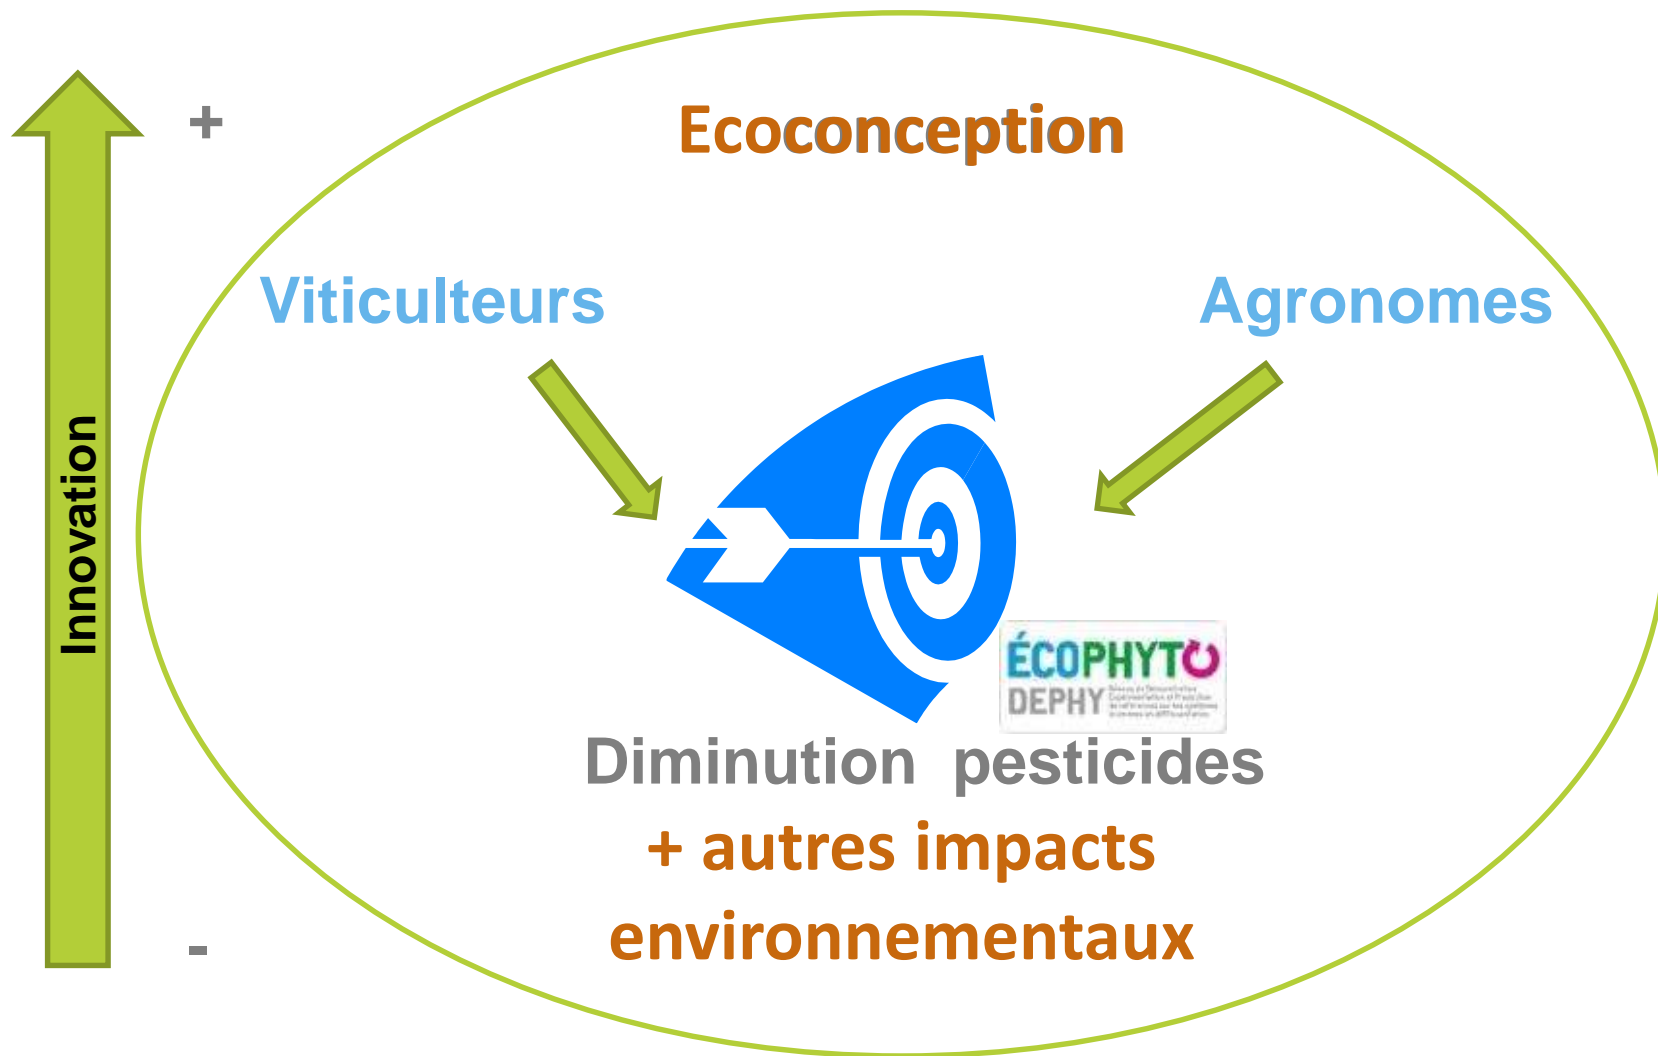 +
Ecoconception
Viticulteurs
Agronomes
Innovation
ÉCOPHYTO
DEPHY
Diminution pesticides
+ autres impacts
environnementaux
-